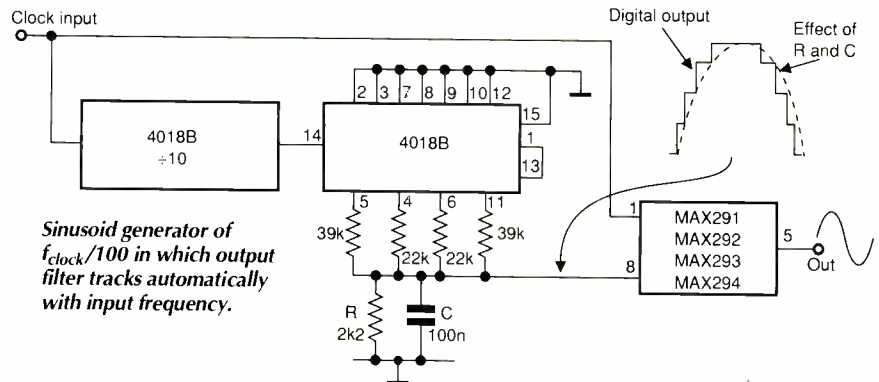 Clock input
Digital output
Effect of
R and C
2 3 7 8 9 10 12
15
4018B
÷10
14
4018B
1
13
5 4 6 11
39k
22k
22k
39k
1
8
MAX291
MAX292
MAX293
MAX294
5
Out
R
2k2
C
100n
Sinusoid generator of
fclock/100 in which output
filter tracks automatically
with input frequency.